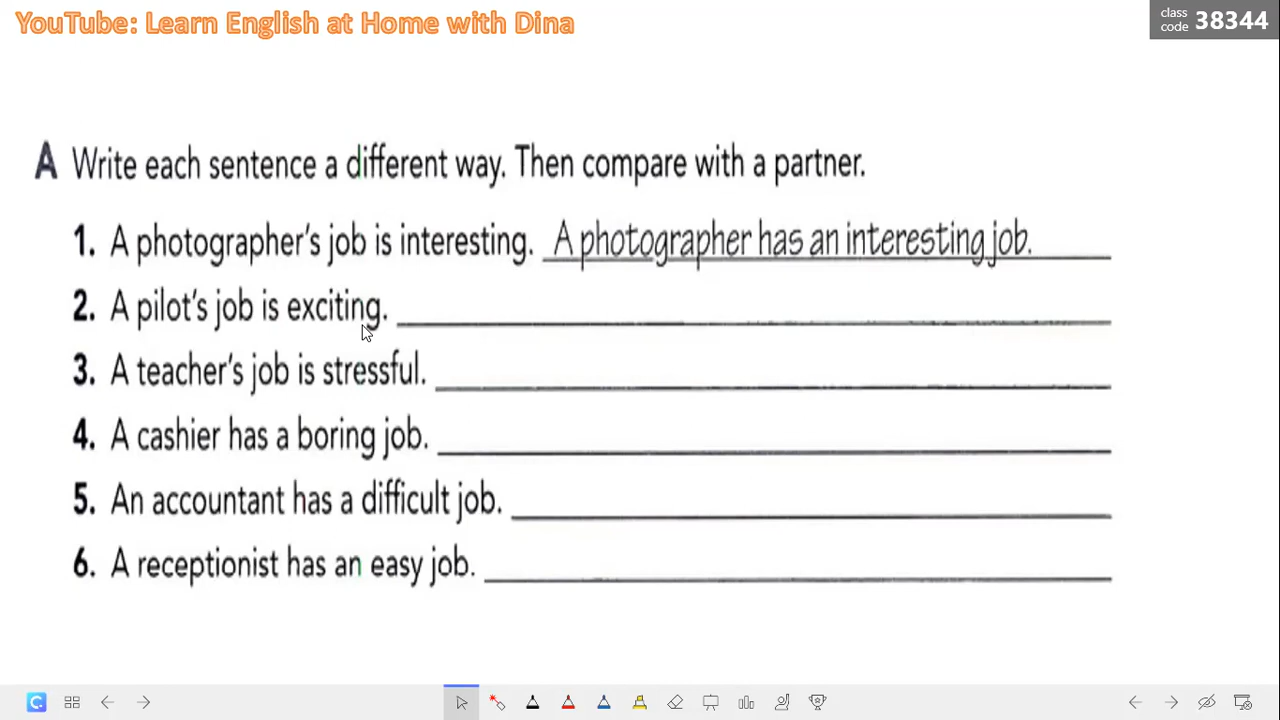 YouTube: Learn English at Home with Dina
class code 38344
A Write each sentence a different way. Then compare with a partner.
1. A photographer's job is interesting. A photographer has an interesting job.
2. A pilot's job is exciting.
3. A teacher's job is stressful.
4. A cashier has a boring job.
5. An accountant has a difficult job.
6. A receptionist has an easy job.